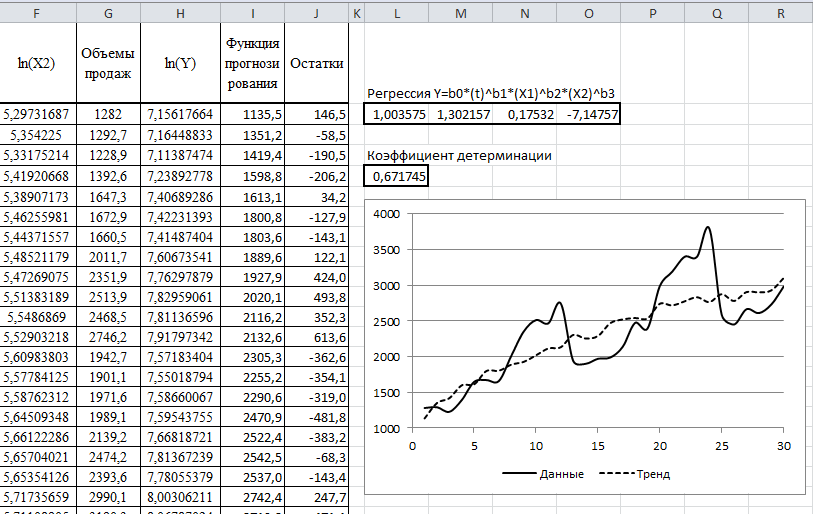 F G H I J K L M N O P Q R
ln(X2) Объемы продаж ln(Y) Функция прогнози рования Остатки
Регрессия Y=b0*(t)^b1*(X1)^b2*(X2)^b3
5,29731687 1282 7,15617664 1135,5 146,5 1,003575 1,302157 0,17532 -7,14757
5,354225 1292,7 7,16448833 1351,2 -58,5
5,33175214 1228,9 7,11387474 1419,4 -190,5 Коэффициент детерминации
5,41920668 1392,6 7,23892778 1598,8 -206,2 0,671745
5,38907173 1647,3 7,40689286 1613,1 34,2
5,46255981 1672,9 7,42231393 1800,8 -127,9
5,44371557 1660,5 7,41487404 1803,6 -143,1
5,48521179 2011,7 7,60673541 1889,6 122,1
5,47269075 2351,9 7,76297879 1927,9 424,0
5,51383189 2513,9 7,82959061 2020,1 493,8
5,5486869 2468,5 7,81136596 2116,2 352,3
5,52903218 2746,2 7,91797342 2132,6 613,6
5,60983803 1942,7 7,57183404 2305,3 -362,6
5,57784125 1901,1 7,55018794 2255,2 -354,1
5,58762312 1971,6 7,58660067 2290,6 -319,0
5,64509348 1989,1 7,59543755 2470,9 -481,8
5,66122286 2139,2 7,66818721 2522,4 -383,2
5,65704021 2474,2 7,81367239 2542,5 -68,3
5,65354126 2393,6 7,78055379 2537,0 -143,4
5,71735659 2990,1 8,00306211 2742,4 247,7
4000
3500
3000
2500
2000
1500
1000
0 5 10 15 20 25 30
Данные Тренд